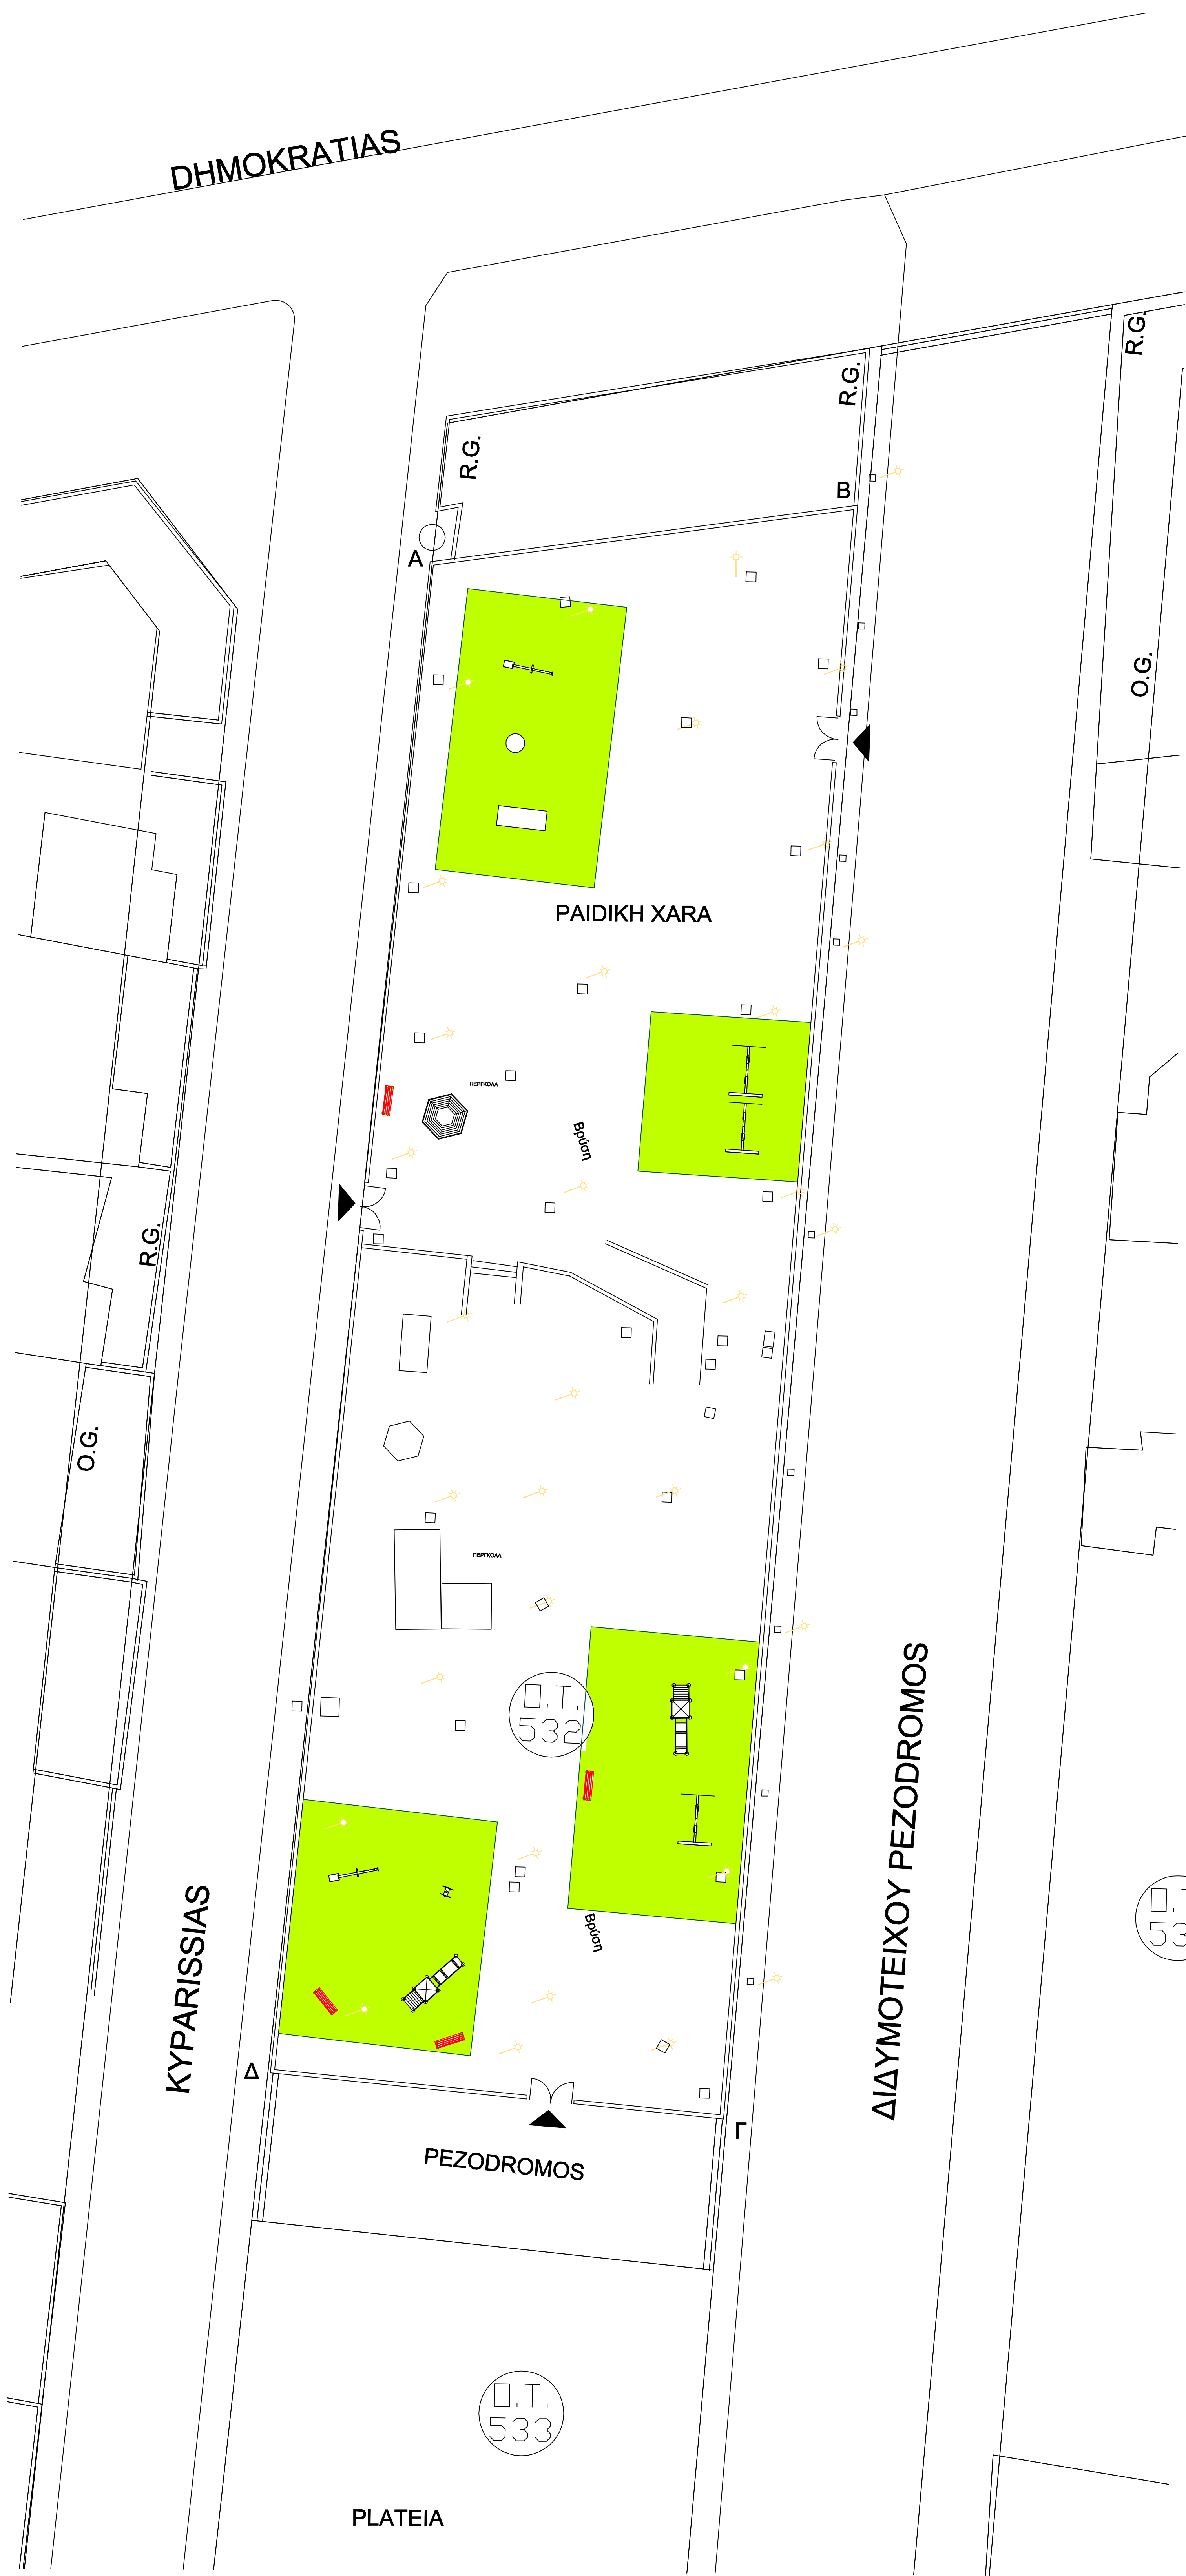 DHMOKRATIAS
R.G.
R.G.
R.G.
B
A
O.G.
PAIDIKH XARA
ΠΕΡΓΚΟΛΑ
Βρύση
R.G.
O.G.
ΠΕΡΓΚΟΛΑ
O.T.
532
ΔΙΔΥΜΟΤΕΙΧΟΥ PEZODROMOS
KYPARISSIAS
Βρύση
Δ
Γ
PEZODROMOS
O.T.
533
PLATEIA